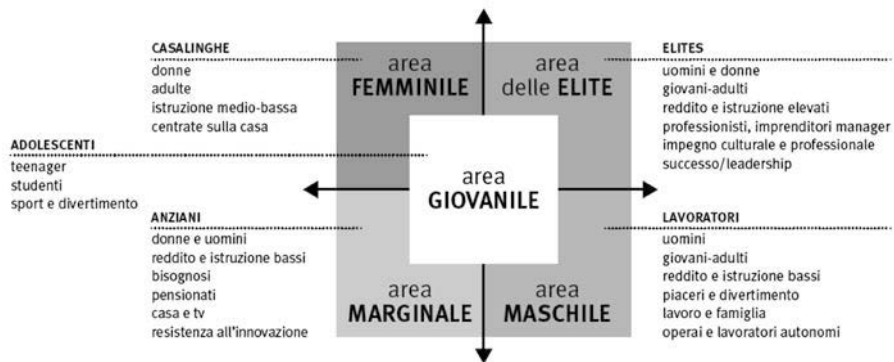 CASALINGHE
donne
adulte
istruzione medio-bassa
centrate sulla casa
area
FEMMINILE
area
delle ELITE
ELITES
uomini e donne
giovani-adulti
reddito e istruzione elevati
professionisti, imprenditori manager
impegno culturale e professionale
successo/leadership
ADOLESCENTI
teenager
studenti
sport e divertimento
area
GIOVANILE
ANZIANI
donne e uomini
reddito e istruzione bassi
bisognosi
pensionati
casa e tv
resistenza all'innovazione
area
MARGINALE
area
MASCHILE
LAVORATORI
uomini
giovani-adulti
reddito e istruzione bassi
piaceri e divertimento
lavoro e famiglia
operai e lavoratori autonomi